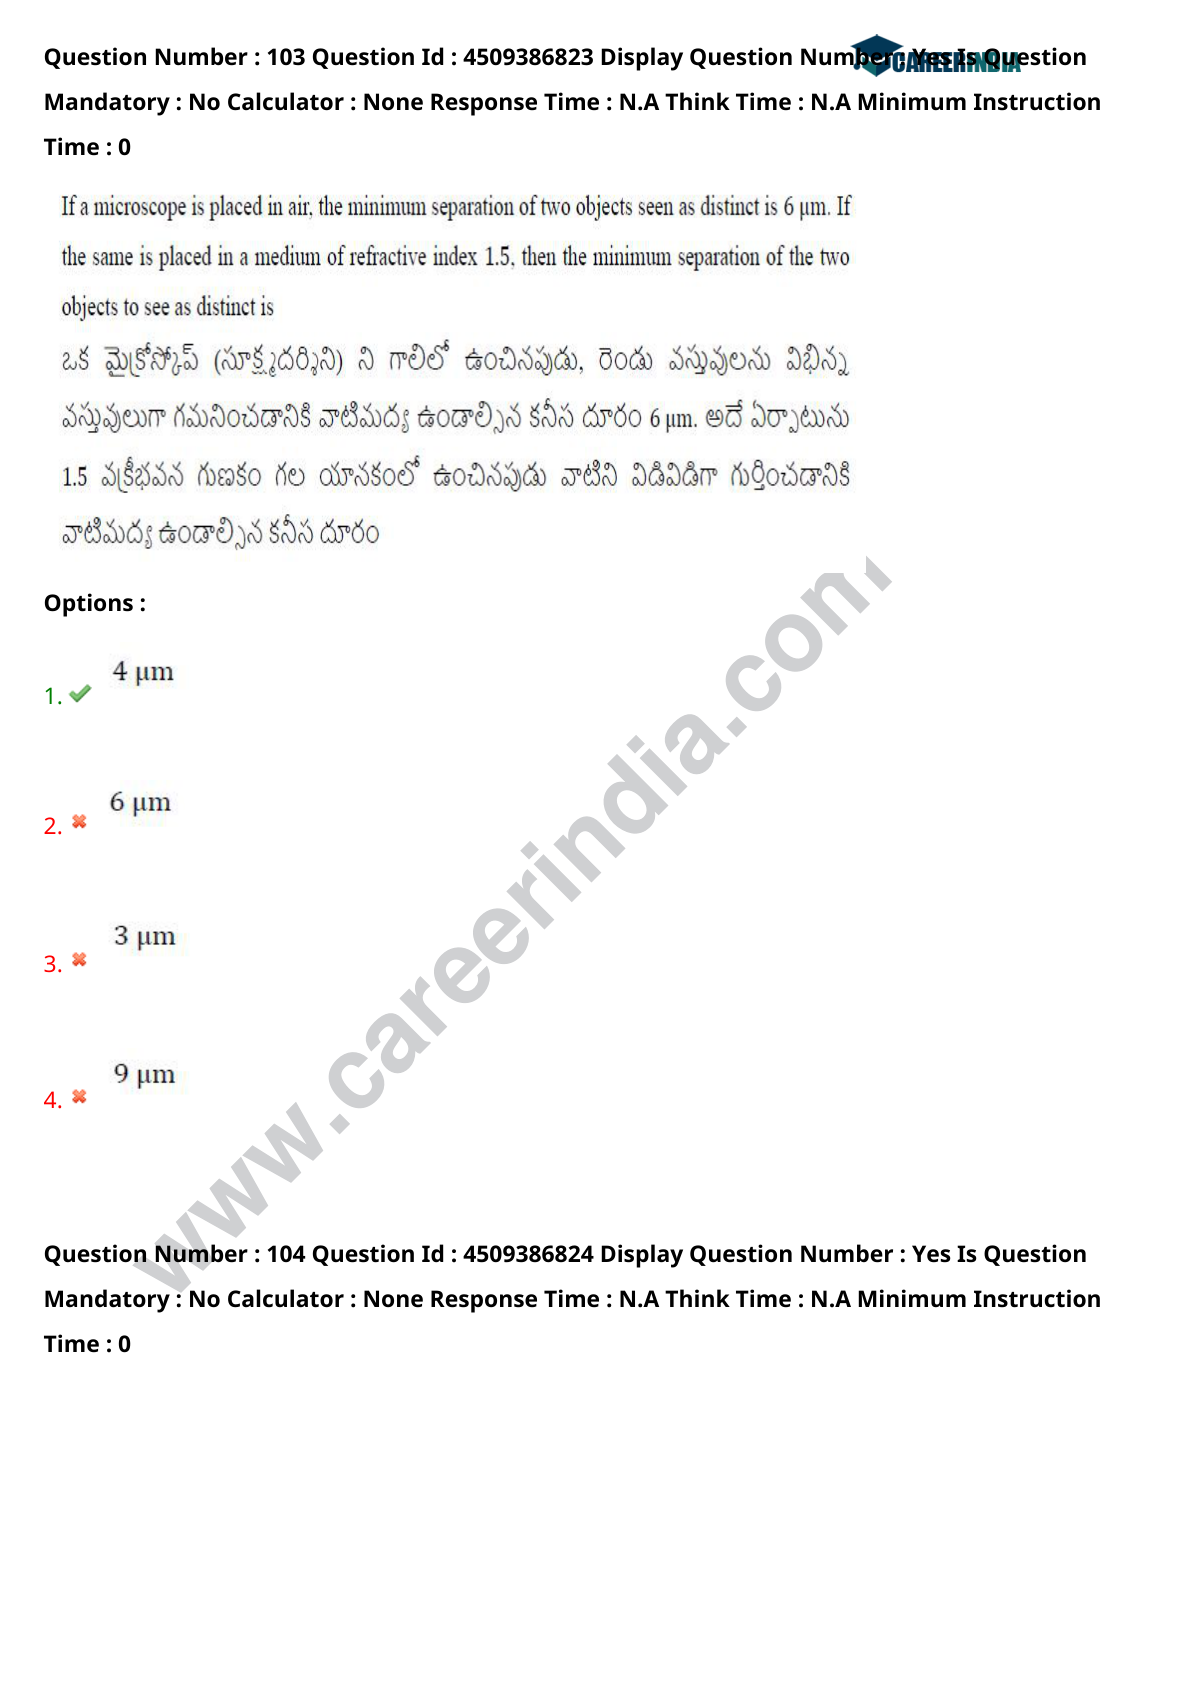 Question Number : 103 Question Id : 4509386823 Display Question Number : Yes Is Question
CAREERINDIA
Mandatory : No Calculator : None Response Time : N.A Think Time : N.A Minimum Instruction
Time : 0
If a microscope is placed in air, the minimum separation of two objects seen as distinct is 6 μm. If
the same is placed in a medium of refractive index 1.5, then the minimum separation of the two
objects to see as distinct is
ఒక మైక్రోస్కోప్ (సూక్ష్మదర్శిని) ని గాలిలో ఉంచినపుడు, రెండు వస్తువులను విభిన్న
వస్తువులుగా గమనించడానికి వాటిమద్య ఉండాల్సిన కనీస దూరం 6 μm. అదే ఏర్పాటును
1.5 వక్రీభవన గుణకం గల యానకంలో ఉంచినపుడు వాటిని విడివిడిగా గుర్తించడానికి
వాటిమద్య ఉండాల్సిన కనీస దూరం
Options :
1. 4 μm
2. 6 μm
3. 3 μm
4. 9 μm
www.careerindia.com
Question Number : 104 Question Id : 4509386824 Display Question Number : Yes Is Question
Mandatory : No Calculator : None Response Time : N.A Think Time : N.A Minimum Instruction
Time : 0